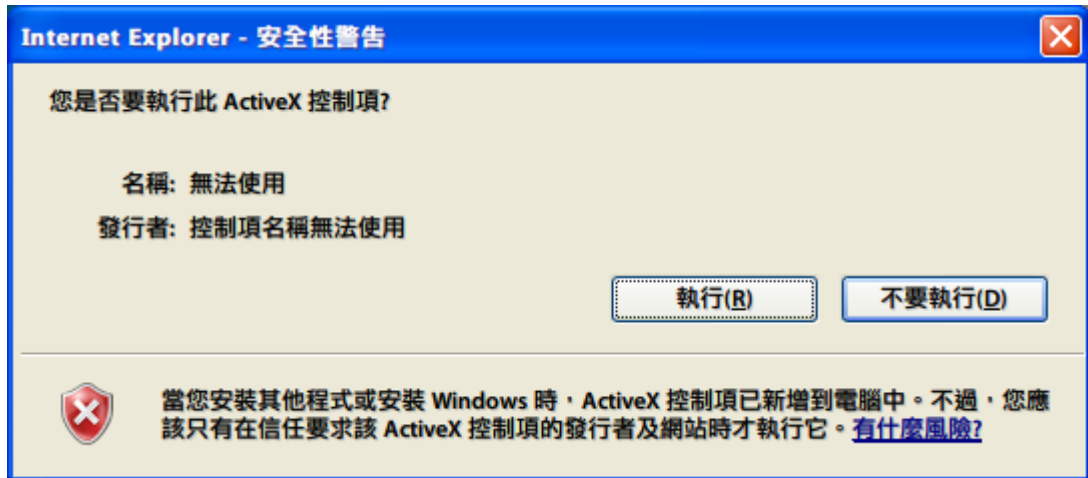 Internet Explorer - 安全性警告
您是否要執行此 ActiveX 控制項?
名稱: 無法使用
發行者: 控制項名稱無法使用
執行(R)
不要執行(D)
當您安裝其他程式或安裝 Windows 時，ActiveX 控制項已新增到電腦中。不過，您應
該只有在信任要求該 ActiveX 控制項的發行者及網站時才執行它。有什麼風險?